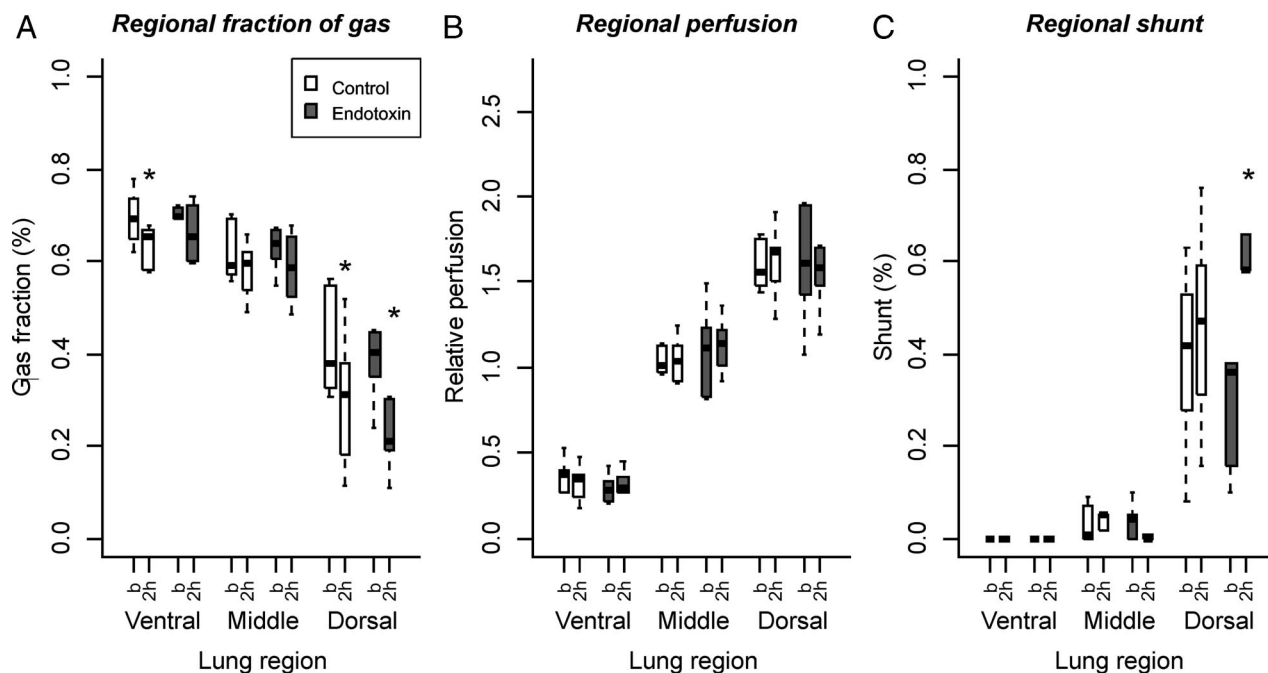 A Regional fraction of gas
Control
Endotoxin
Gas fraction (%)
1.0
0.8
0.6
0.4
0.2
0.0
*
*
*
b 2h b 2h b 2h b 2h b 2h b 2h
Ventral Middle Dorsal
Lung region
B Regional perfusion
Relative perfusion
2.5
2.0
1.5
1.0
0.5
0.0
b 2h b 2h b 2h b 2h b 2h b 2h
Ventral Middle Dorsal
Lung region
C Regional shunt
Shunt (%)
1.0
0.8
0.6
0.4
0.2
0.0
*
b 2h b 2h b 2h b 2h b 2h b 2h
Ventral Middle Dorsal
Lung region